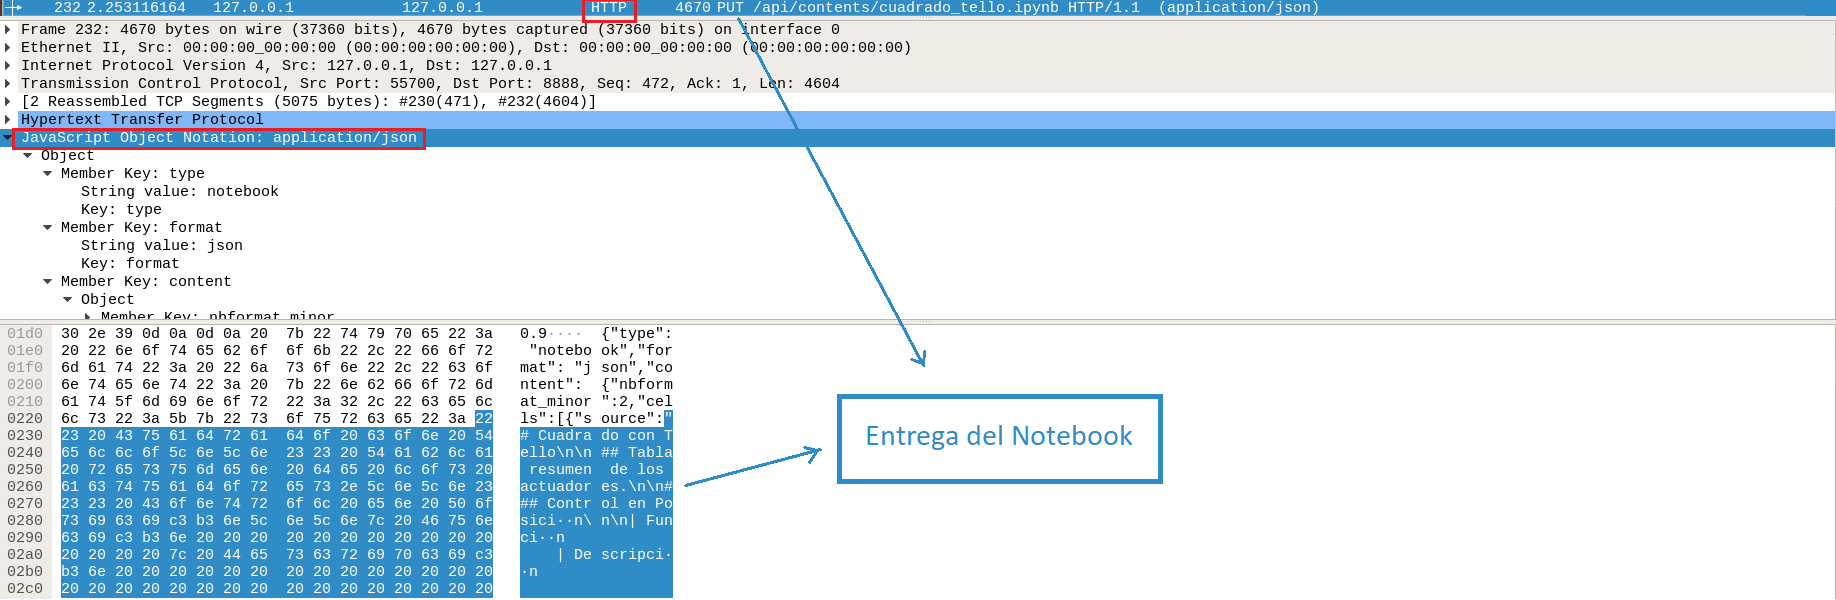 232 2.253116164 127.0.0.1 127.0.0.1 HTTP 4670 PUT /api/contents/cuadrado_tello.ipynb HTTP/1.1 (application/json)
Frame 232: 4670 bytes on wire (37360 bits), 4670 bytes captured (37360 bits) on interface 0
Ethernet II, Src: 00:00:00_00:00:00 (00:00:00:00:00:00), Dst: 00:00:00_00:00:00 (00:00:00:00:00:00)
Internet Protocol Version 4, Src: 127.0.0.1, Dst: 127.0.0.1
Transmission Control Protocol, Src Port: 55700, Dst Port: 8888, Seq: 472, Ack: 1, Len: 4604
[2 Reassembled TCP Segments (5075 bytes): #230(471), #232(4604)]
Hypertext Transfer Protocol
JavaScript Object Notation: application/json
Object
Member Key: type
String value: notebook
Key: type
Member Key: format
String value: json
Key: format
Member Key: content
Object
Member Key: nbformat_minor
01d0 30 2e 39 0d 0a 0d 0a 20 7b 22 74 79 70 65 22 3a 0.9···· {"type":
01e0 20 22 6e 6f 74 65 62 6f 6f 6b 22 2c 22 66 6f 72 "notebo ok","for
01f0 6d 61 74 22 3a 20 22 6a 73 6f 6e 22 2c 22 63 6f mat": "j son","co
0200 6e 74 65 6e 74 22 3a 20 7b 22 6e 62 66 6f 72 6d ntent": {"nbform
0210 61 74 5f 6d 69 6e 6f 72 22 3a 32 2c 22 63 65 6c at_minor ":2,"cel
0220 6c 73 22 3a 5b 7b 22 73 6f 75 72 63 65 22 3a 22 ls":[{"s ource":"
0230 23 20 43 75 61 64 72 61 64 6f 20 63 6f 6e 20 54 # Cuadra do con T
0240 65 6c 6c 6f 5c 6e 5c 6e 23 23 20 54 61 62 6c 61 ello\n\n ## Tabla
0250 20 72 65 73 75 6d 65 6e 20 64 65 20 6c 6f 73 20 resumen de los
0260 61 63 74 75 61 64 6f 72 65 73 2e 5c 6e 5c 6e 23 actuador es.\n\n#
0270 23 23 20 43 6f 6e 74 72 6f 6c 20 65 6e 20 50 6f ## Contr ol en Po
0280 73 69 63 69 c3 b3 6e 5c 6e 5c 6e 7c 20 46 75 6e sici··n\ n\n| Fun
0290 63 69 c3 b3 6e 20 20 20 20 20 20 20 20 20 20 20 ci··n
02a0 20 20 20 20 7c 20 44 65 73 63 72 69 70 63 69 c3 | De scripci·
02b0 b3 6e 20 20 20 20 20 20 20 20 20 20 20 20 20 20 ·n
02c0 20 20 20 20 20 20 20 20 20 20 20 20 20 20 20 20
Entrega del Notebook